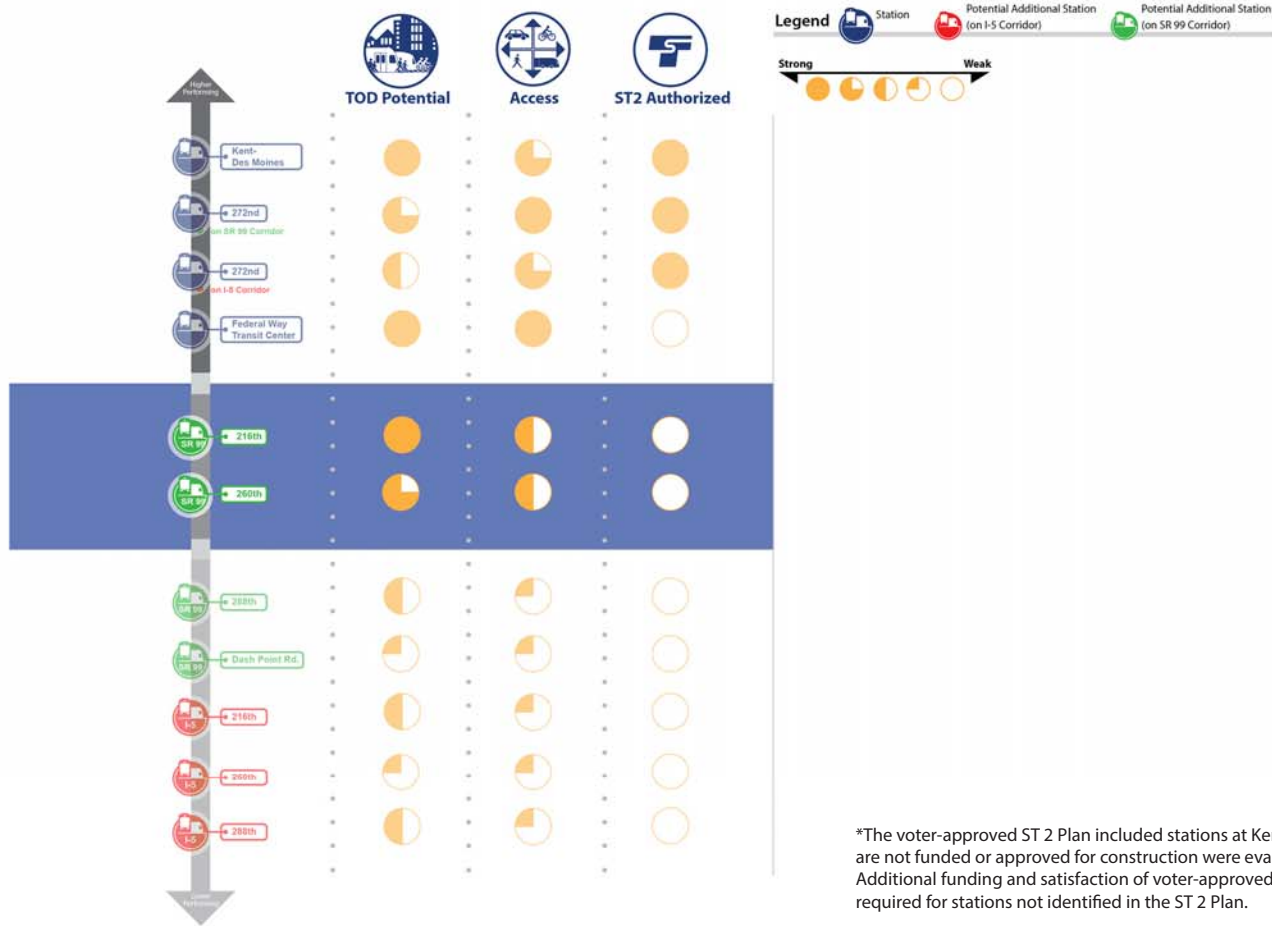 Legend
Station
Potential Additional Station
(on I-5 Corridor)
Potential Additional Station
(on SR 99 Corridor)
Strong
Weak
TOD Potential
Access
ST2 Authorized
Higher
Performing
Kent-
Des Moines
272nd
on SR 99 Corridor
272nd
on I-5 Corridor
Federal Way
Transit Center
SR 99
216th
SR 99
260th
SR 99
288th
SR 99
Dash Point Rd.
I-5
216th
I-5
260th
I-5
288th
Lower
Performing
*The voter-approved ST 2 Plan included stations at Ke
are not funded or approved for construction were eva
Additional funding and satisfaction of voter-approved
required for stations not identified in the ST 2 Plan.